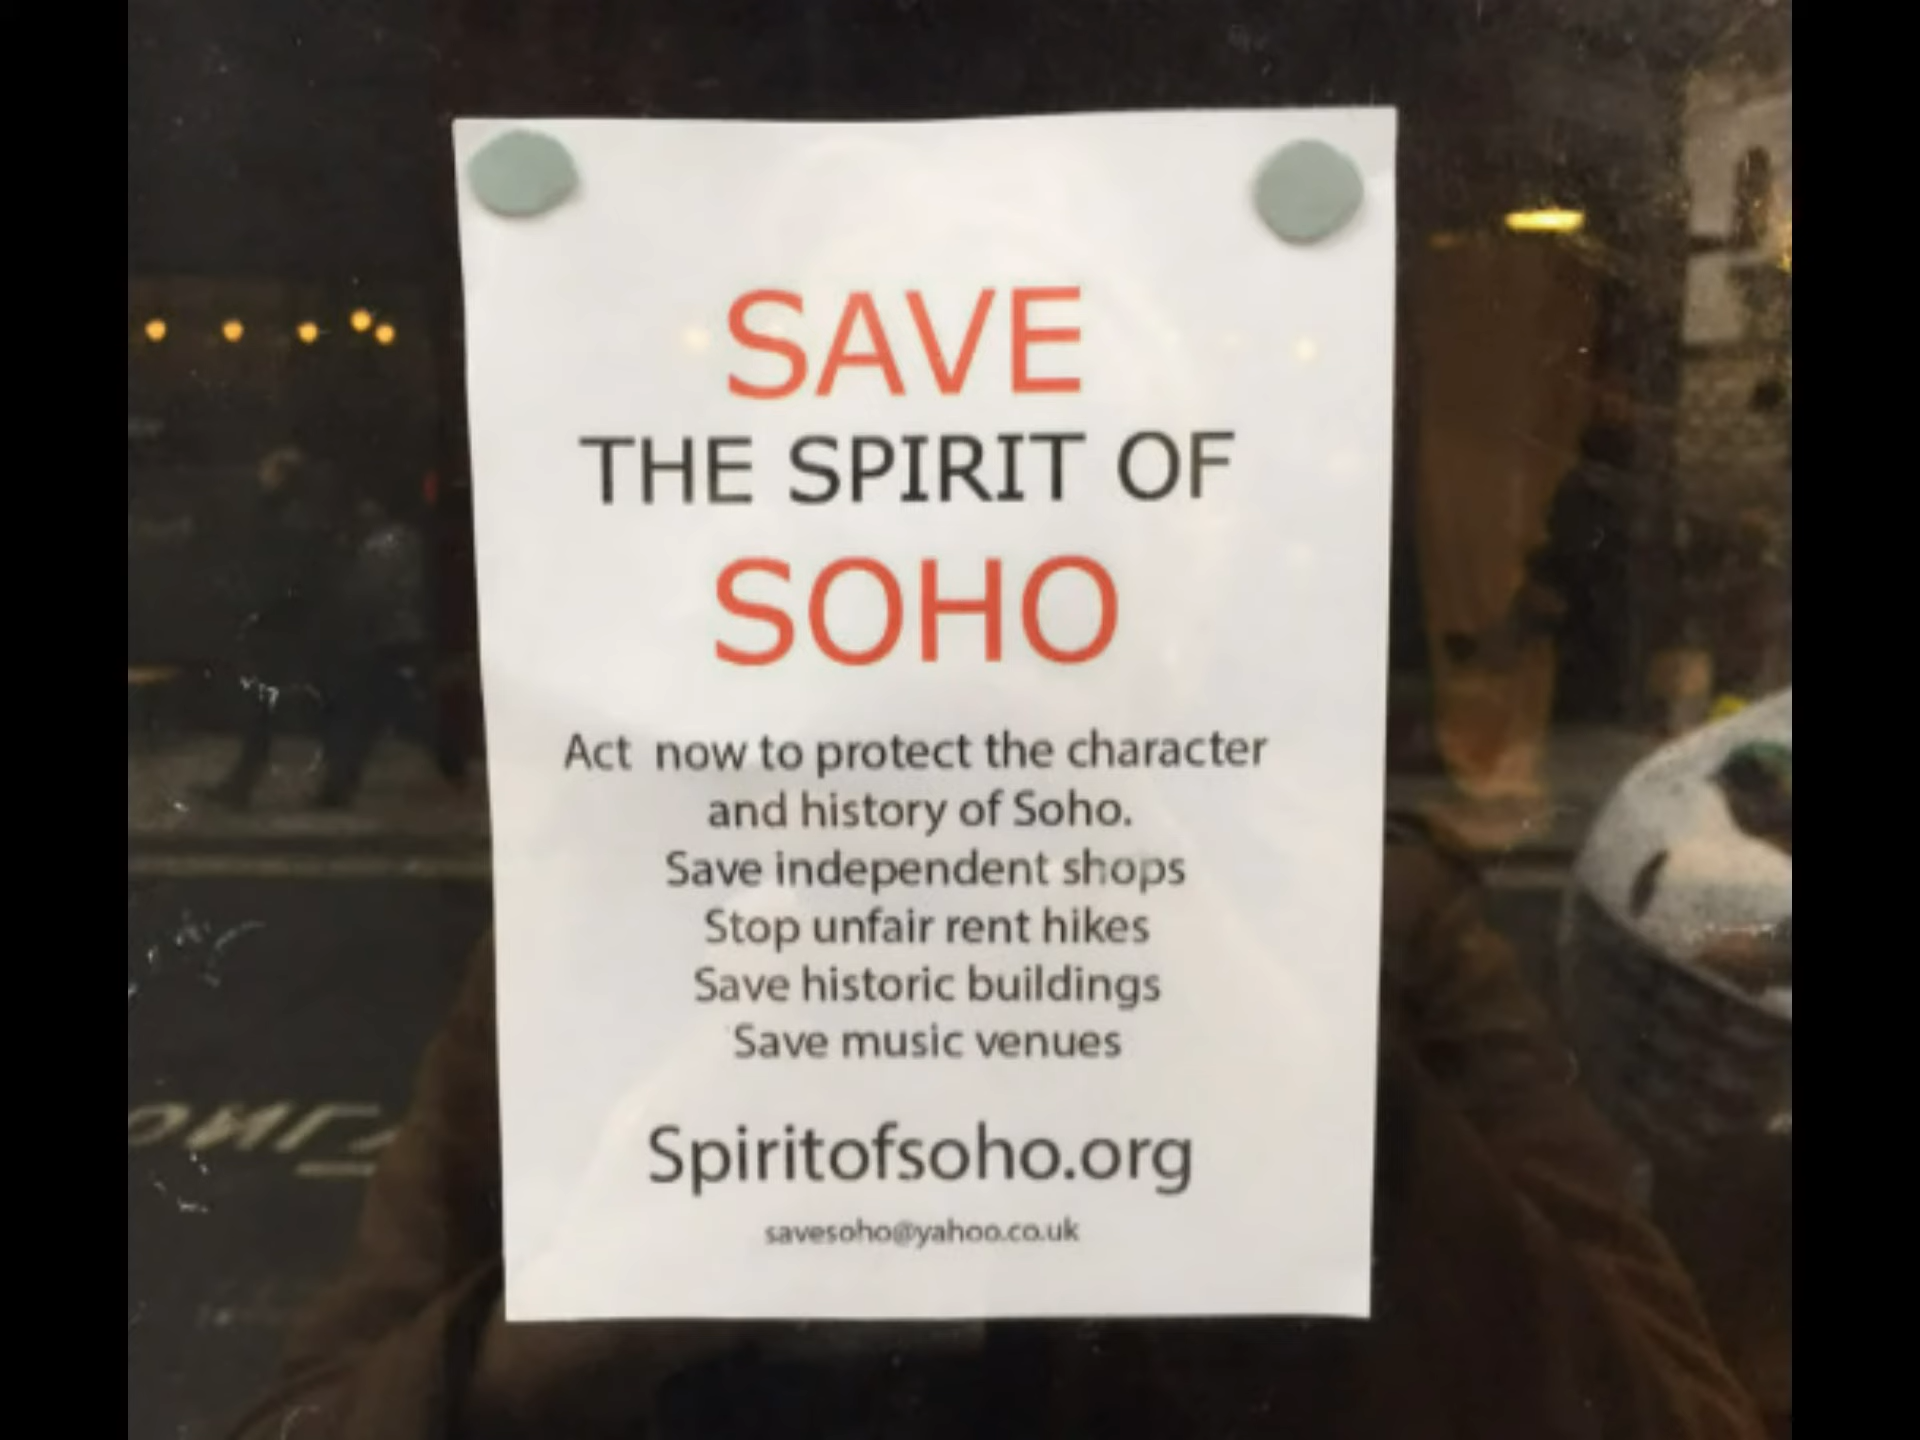 SAVE
THE SPIRIT OF
SOHO
Act now to protect the character
and history of Soho.
Save independent shops
Stop unfair rent hikes
Save historic buildings
Save music venues
Spiritofsoho.org
savesoho@yahoo.co.uk